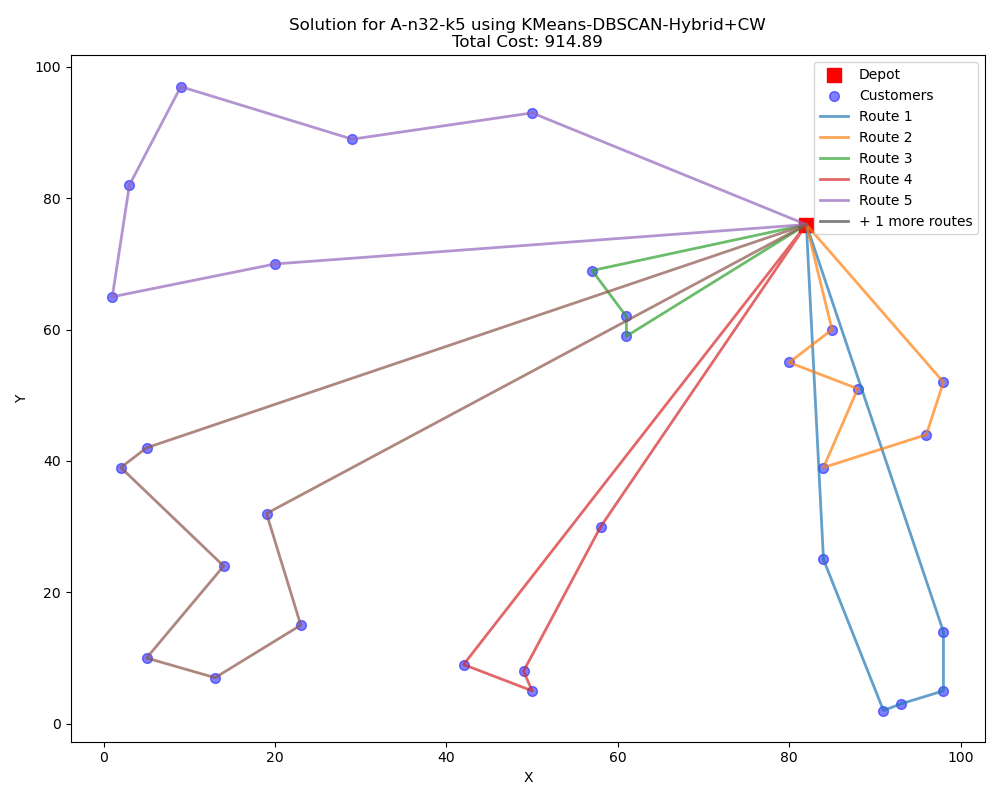 Solution for A-n32-k5 using KMeans-DBSCAN-Hybrid+CW
Total Cost: 914.89
Depot
Customers
Route 1
Route 2
Route 3
Route 4
Route 5
+ 1 more routes
Y
100
80
60
40
20
0
0 20 40 60 80 100
X